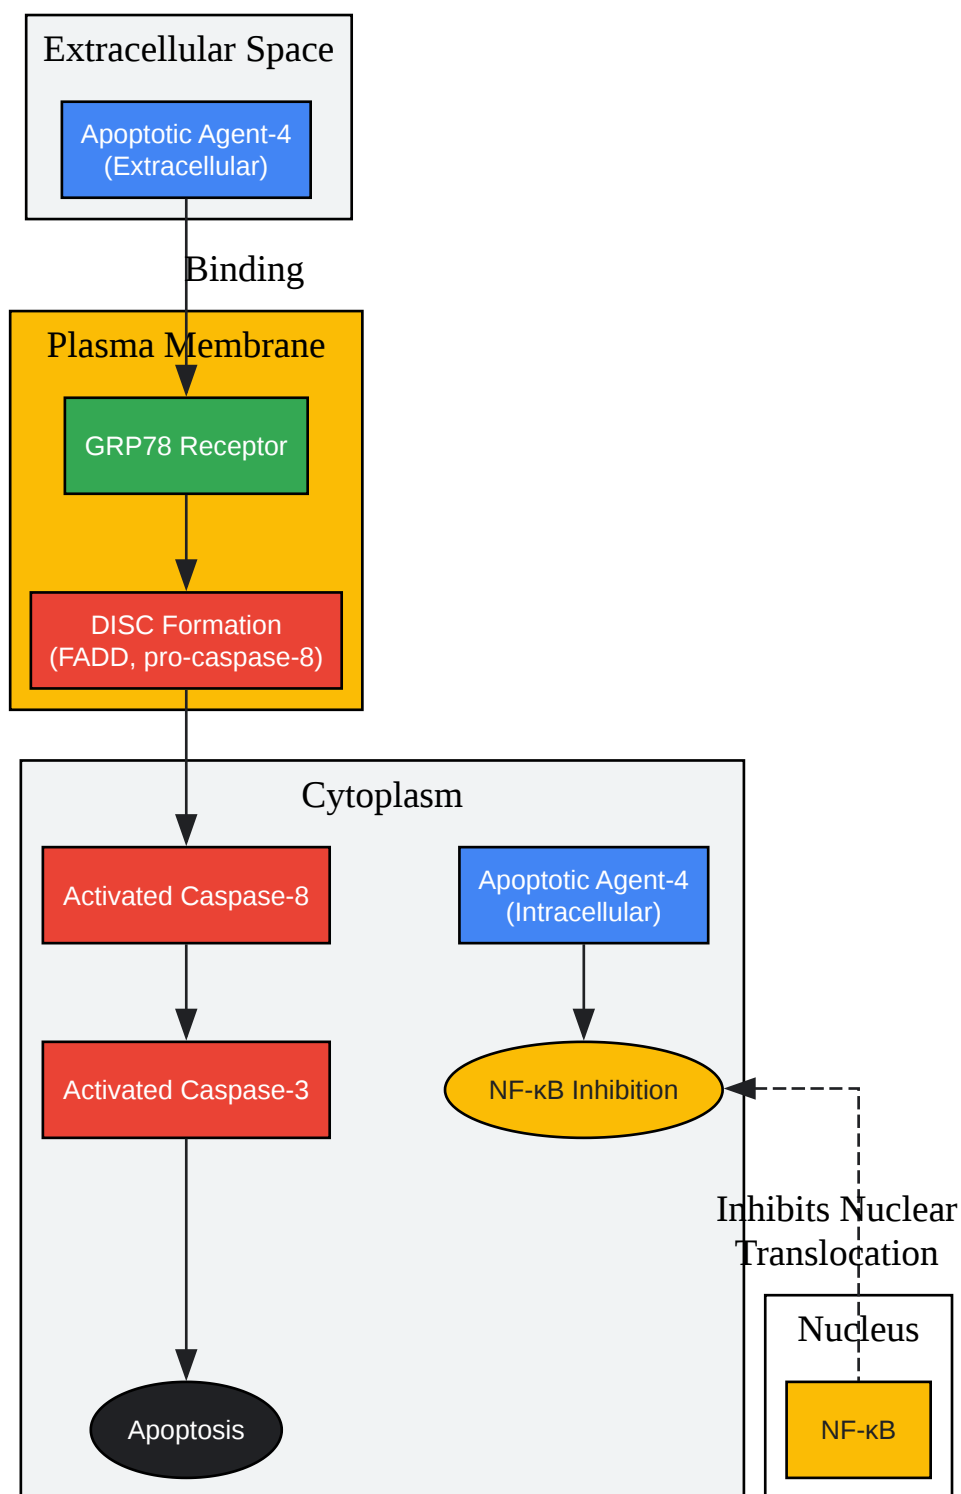 Extracellular Space
Apoptotic Agent-4
(Extracellular)
Binding
Plasma Membrane
GRP78 Receptor
DISC Formation
(FADD, pro-caspase-8)
Cytoplasm
Activated Caspase-8
Apoptotic Agent-4
(Intracellular)
Activated Caspase-3
NF-κB Inhibition
Inhibits Nuclear
Translocation
Nucleus
Apoptosis
NF-κB